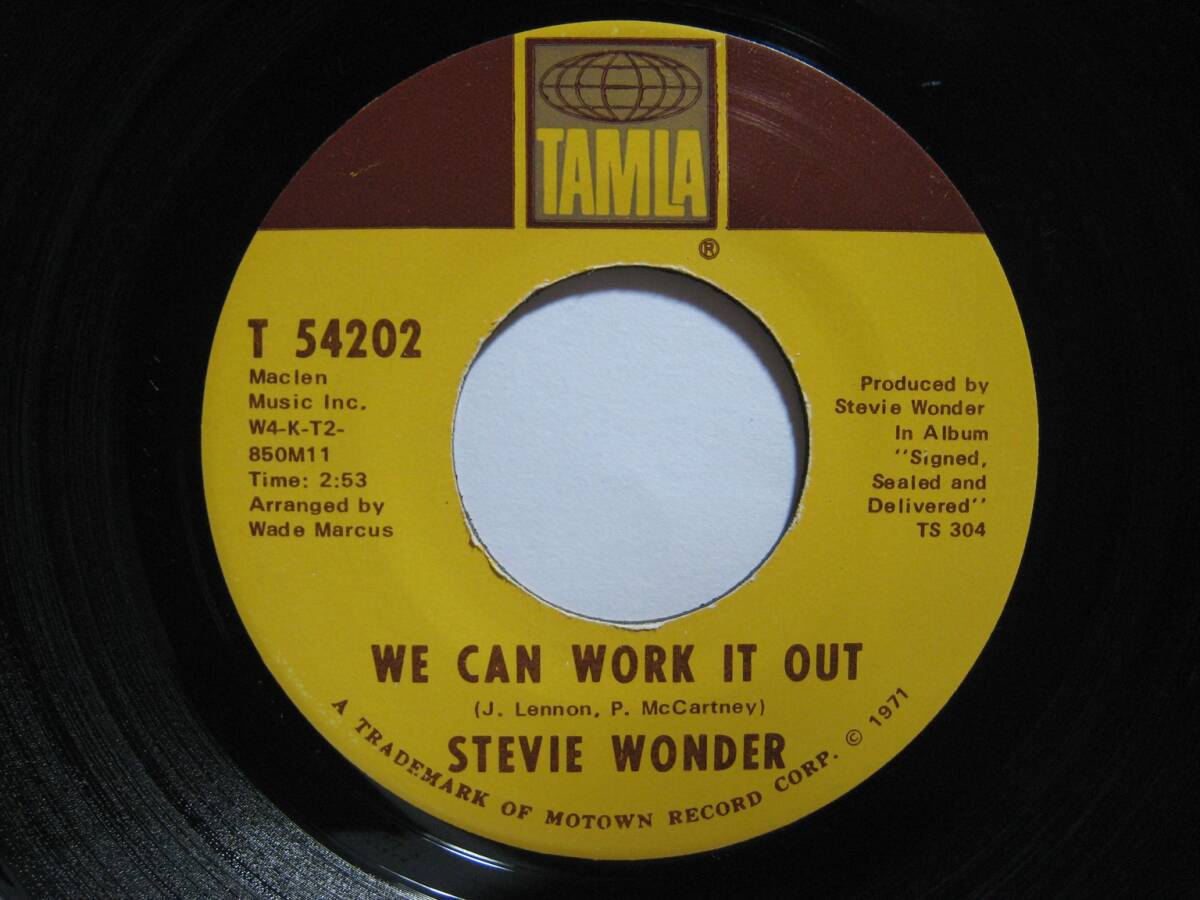 TAMLA
®
T 54202
Maclen
Music Inc.
W4-K-T2-
850M11
Time: 2:53
Arranged by
Wade Marcus
Produced by
Stevie Wonder
In Album
"Signed,
Sealed and
Delivered"
TS 304
WE CAN WORK IT OUT
(J. Lennon, P. McCartney)
STEVIE WONDER
A TRADEMARK OF MOTOWN RECORD CORP. © 1971